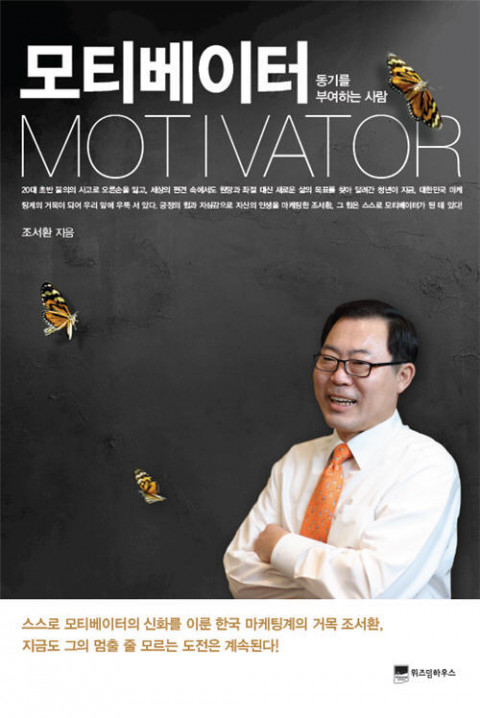 모티베이터
동기를
부여하는 사람
MOTIVATOR
20대 초반 불의의 사고로 오른손을 잃고, 세상의 편견 속에서도 원망과 좌절 대신 새로운 삶의 목표를 찾아 달려간 청년이 지금, 대한민국 마케
팅계의 거목이 되어 우리 앞에 우뚝 서 있다. 긍정의 힘과 자신감으로 자신의 인생을 마케팅한 조서환, 그 힘은 스스로 모티베이터가 된 데 있다!
조서환 지음
스스로 모티베이터의 신화를 이룬 한국 마케팅계의 거목 조서환,
지금도 그의 멈출 줄 모르는 도전은 계속된다!
위즈덤하우스